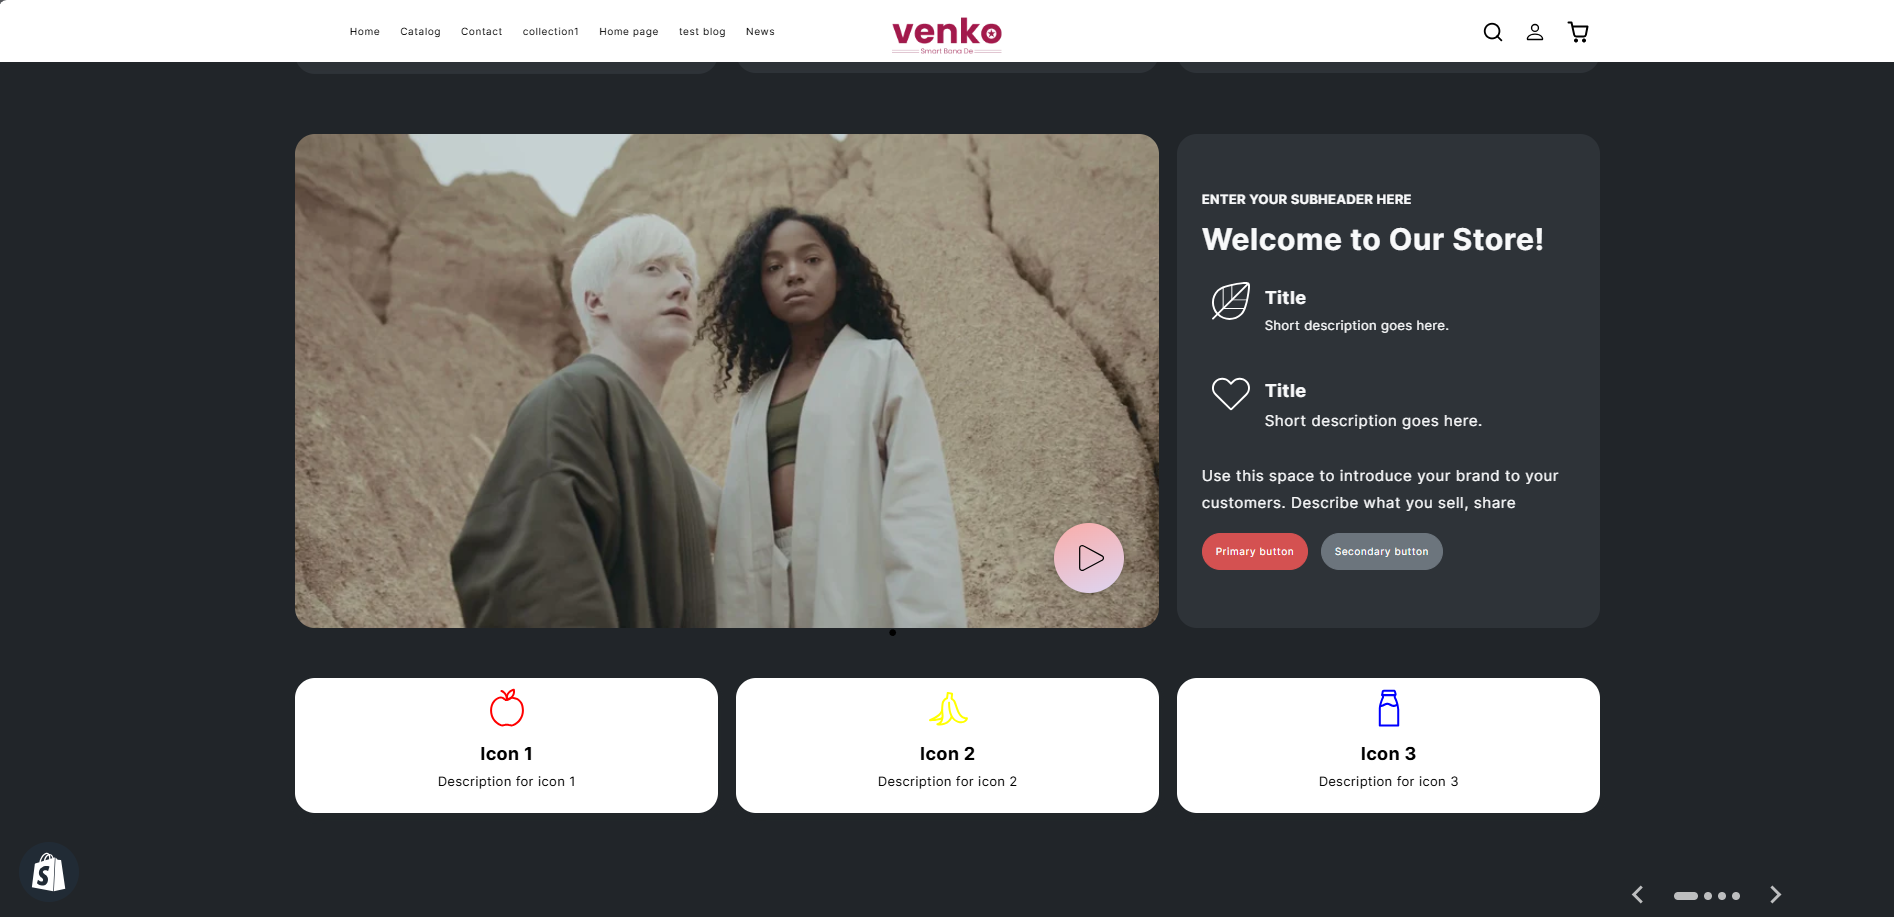 Home Catalog Contact collection1 Home page test blog News
venko
Smart Bana De
ENTER YOUR SUBHEADER HERE
Welcome to Our Store!
Title
Short description goes here.
Title
Short description goes here.
Use this space to introduce your brand to your
customers. Describe what you sell, share
Primary button Secondary button
Icon 1
Description for icon 1
Icon 2
Description for icon 2
Icon 3
Description for icon 3